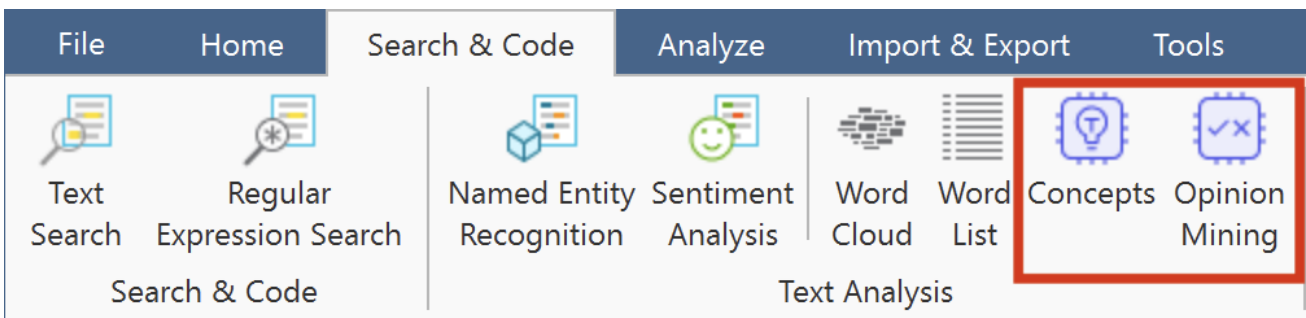 File Home Search & Code Analyze Import & Export Tools
Text Search
Regular Expression Search
Named Entity Recognition
Sentiment Analysis
Word Cloud
Word List
Concepts
Opinion Mining
Search & Code
Text Analysis